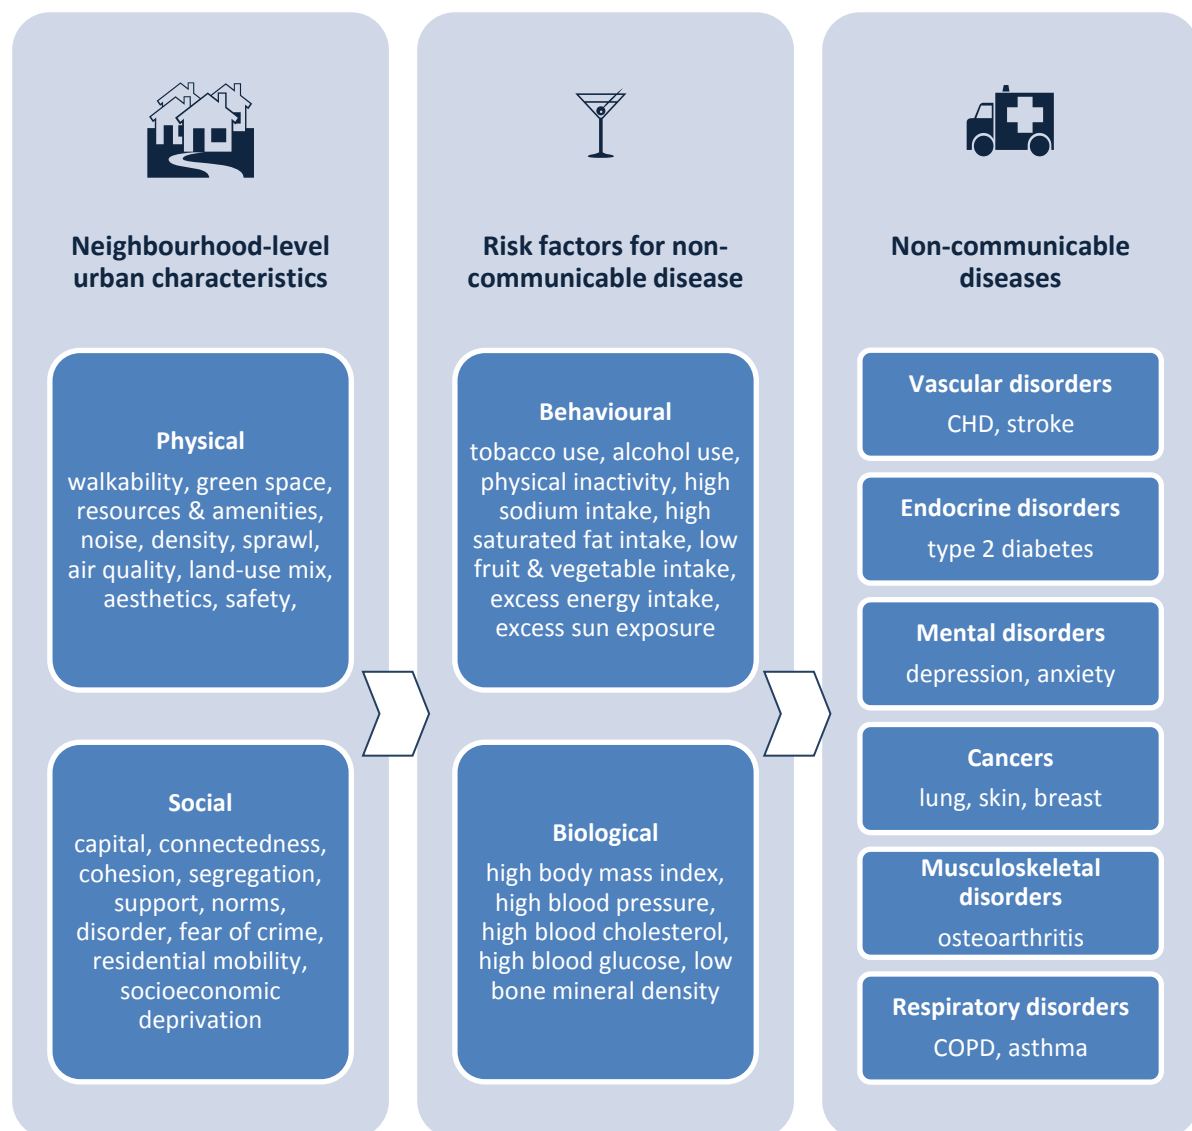 Neighbourhood-level
urban characteristics
Physical
walkability, green space,
resources & amenities,
noise, density, sprawl,
air quality, land-use mix,
aesthetics, safety,
Social
capital, connectedness,
cohesion, segregation,
support, norms,
disorder, fear of crime,
residential mobility,
socioeconomic
deprivation
Risk factors for non-
communicable disease
Behavioural
tobacco use, alcohol use,
physical inactivity, high
sodium intake, high
saturated fat intake, low
fruit & vegetable intake,
excess energy intake,
excess sun exposure
Biological
high body mass index,
high blood pressure,
high blood cholesterol,
high blood glucose, low
bone mineral density
Non-communicable
diseases
Vascular disorders
CHD, stroke
Endocrine disorders
type 2 diabetes
Mental disorders
depression, anxiety
Cancers
lung, skin, breast
Musculoskeletal
disorders
osteoarthritis
Respiratory disorders
COPD, asthma